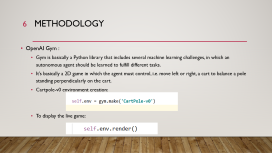 6 METHODOLOGY
• OpenAI Gym :
• Gym is basically a Python library that includes several machine learning challenges, in which an
autonomous agent should be learned to fulfill different tasks.
• It's basically a 2D game in which the agent must control, i.e. move left or right, a cart to balance a pole
standing perpendicularly on the cart.
• Cartpole-v0 environment creation:
self.env = gym.make('CartPole-v0')
• To display the live game:
self.env.render()